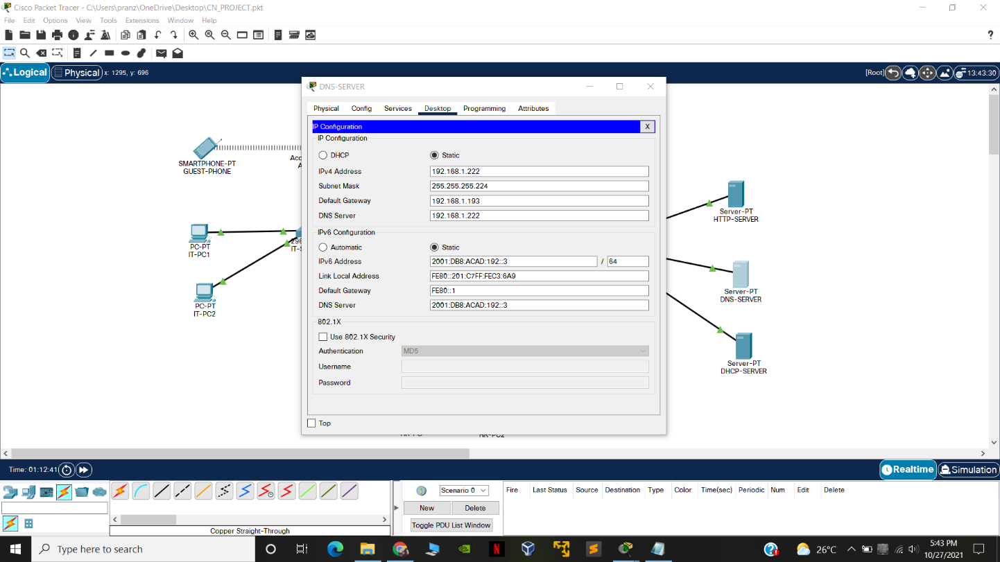 Cisco Packet Tracer - C:\Users\pranz\OneDrive\Desktop\CN_PROJECT.pkt
File Edit Options View Tools Extensions Window Help
?
Logical Physical x: 1295, y: 696 [Root] 13:43:30
DNS-SERVER
Physical Config Services Desktop Programming Attributes
IP Configuration X
IP Configuration
DHCP Static
IPv4 Address 192.168.1.222
Subnet Mask 255.255.255.224
Default Gateway 192.168.1.193
DNS Server 192.168.1.222
IPv6 Configuration
Automatic Static
IPv6 Address 2001:DB8:ACAD:192::3 / 64
Link Local Address FE80::201:C7FF:FEC3:6A9
Default Gateway FE80::1
DNS Server 2001:DB8:ACAD:192::3
802.1X
Use 802.1X Security
Authentication MD5
Username
Password
Top
SMARTPHONE-PT
GUEST-PHONE
Acc
A
PC-PT
IT-PC1
296
IT-S
PC-PT
IT-PC2
Server-PT
HTTP-SERVER
Server-PT
DNS-SERVER
Server-PT
DHCP-SERVER
HR-PC2
Time: 01:12:41 Realtime Simulation
Scenario 0
New Delete
Toggle PDU List Window
Fire Last Status Source Destination Type Color Time(sec) Periodic Num Edit Delete
Copper Straight-Through
Type here to search
26°C
5:43 PM
10/27/2021